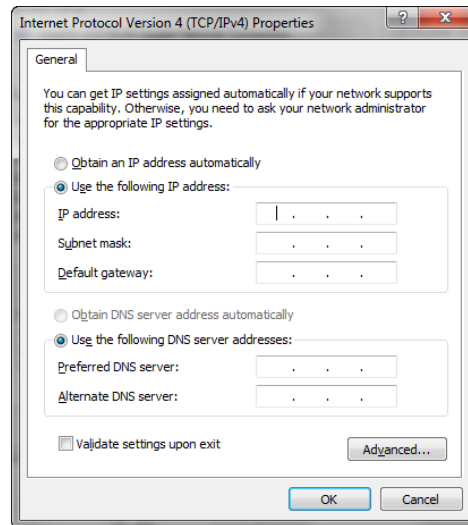 Internet Protocol Version 4 (TCP/IPv4) Properties
? X
General
You can get IP settings assigned automatically if your network supports
this capability. Otherwise, you need to ask your network administrator
for the appropriate IP settings.
Obtain an IP address automatically
Use the following IP address:
IP address: . . .
Subnet mask: . . .
Default gateway: . . .
Obtain DNS server address automatically
Use the following DNS server addresses:
Preferred DNS server: . . .
Alternate DNS server: . . .
Validate settings upon exit
Advanced...
OK Cancel